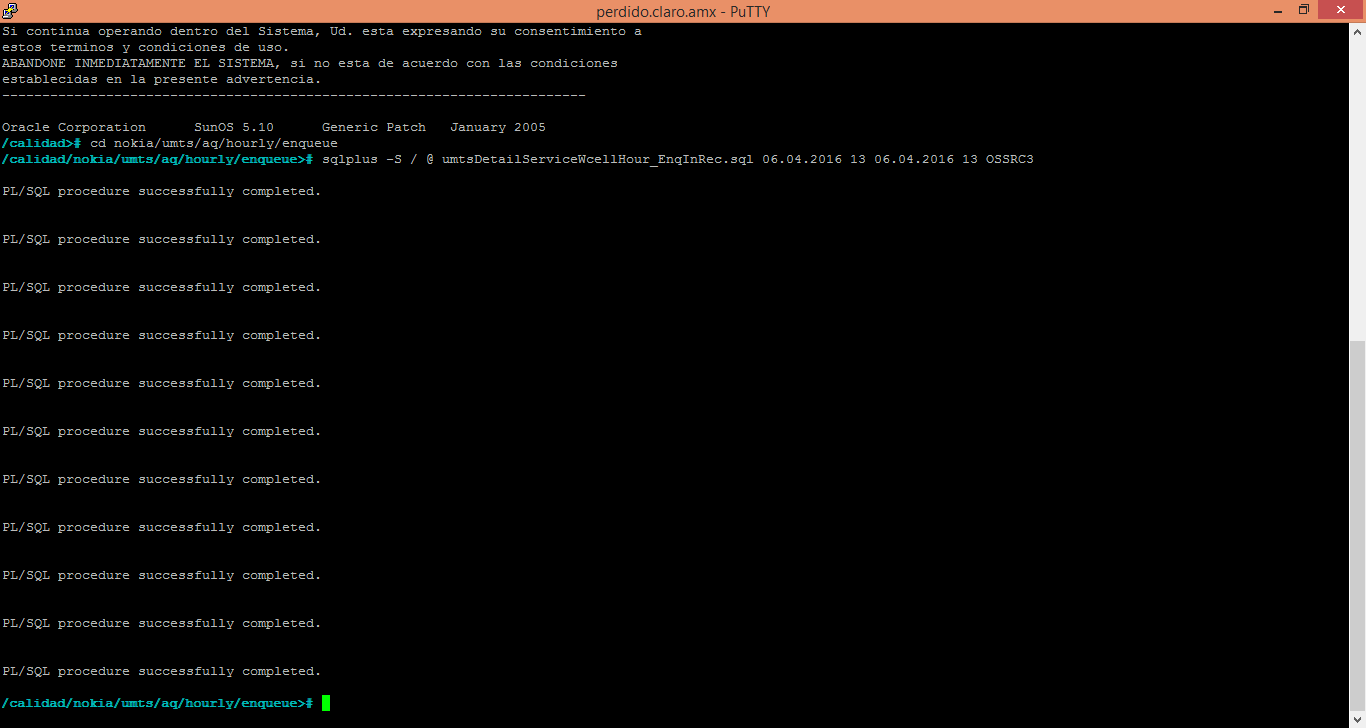 perdido.claro.amx - PuTTY
Si continua operando dentro del Sistema, Ud. esta expresando su consentimiento a
estos terminos y condiciones de uso.
ABANDONE INMEDIATAMENTE EL SISTEMA, si no esta de acuerdo con las condiciones
establecidas en la presente advertencia.
-------------------------------------------------------------------------
Oracle Corporation      SunOS 5.10      Generic Patch   January 2005
/calidad># cd nokia/umts/aq/hourly/enqueue
/calidad/nokia/umts/aq/hourly/enqueue># sqlplus -S / @ umtsDetailServiceWcellHour_EnqInRec.sql 06.04.2016 13 06.04.2016 13 OSSRC3
PL/SQL procedure successfully completed.
PL/SQL procedure successfully completed.
PL/SQL procedure successfully completed.
PL/SQL procedure successfully completed.
PL/SQL procedure successfully completed.
PL/SQL procedure successfully completed.
PL/SQL procedure successfully completed.
PL/SQL procedure successfully completed.
PL/SQL procedure successfully completed.
PL/SQL procedure successfully completed.
PL/SQL procedure successfully completed.
/calidad/nokia/umts/aq/hourly/enqueue>#